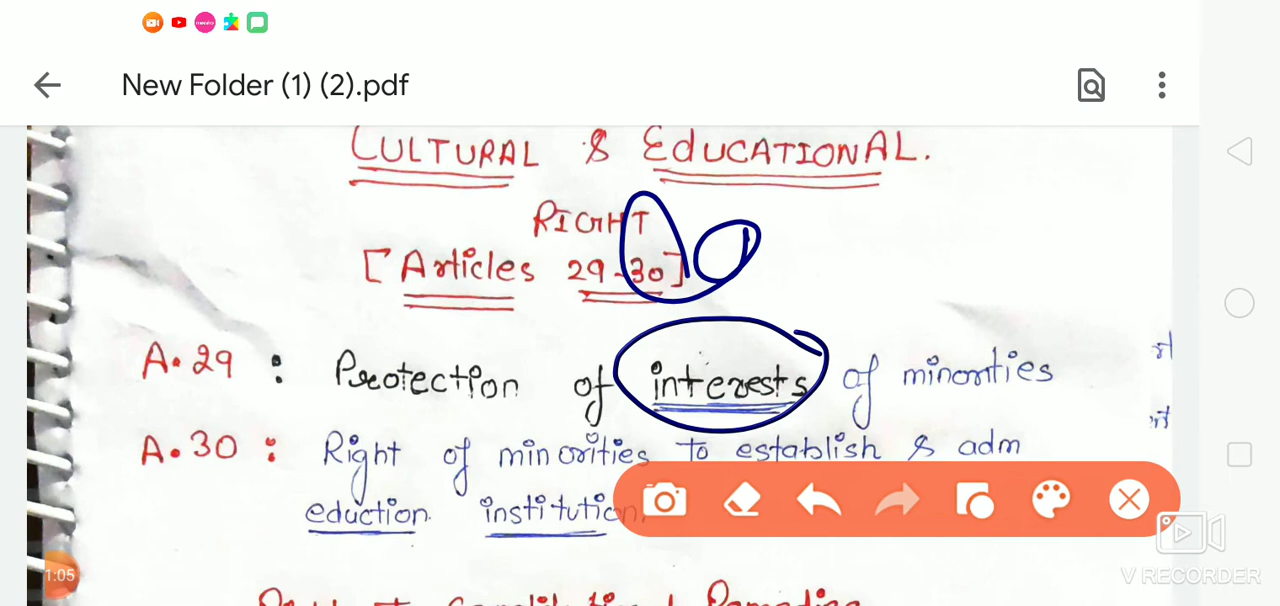 New Folder (1) (2).pdf
CULTURAL & EDUCATIONAL.
RIGHT
[Articles 29-30]
A.29 : Protection of interests of minorities
A.30 : Right of minorities to establish & adm
eduction institution.
1:05
V RECORDER